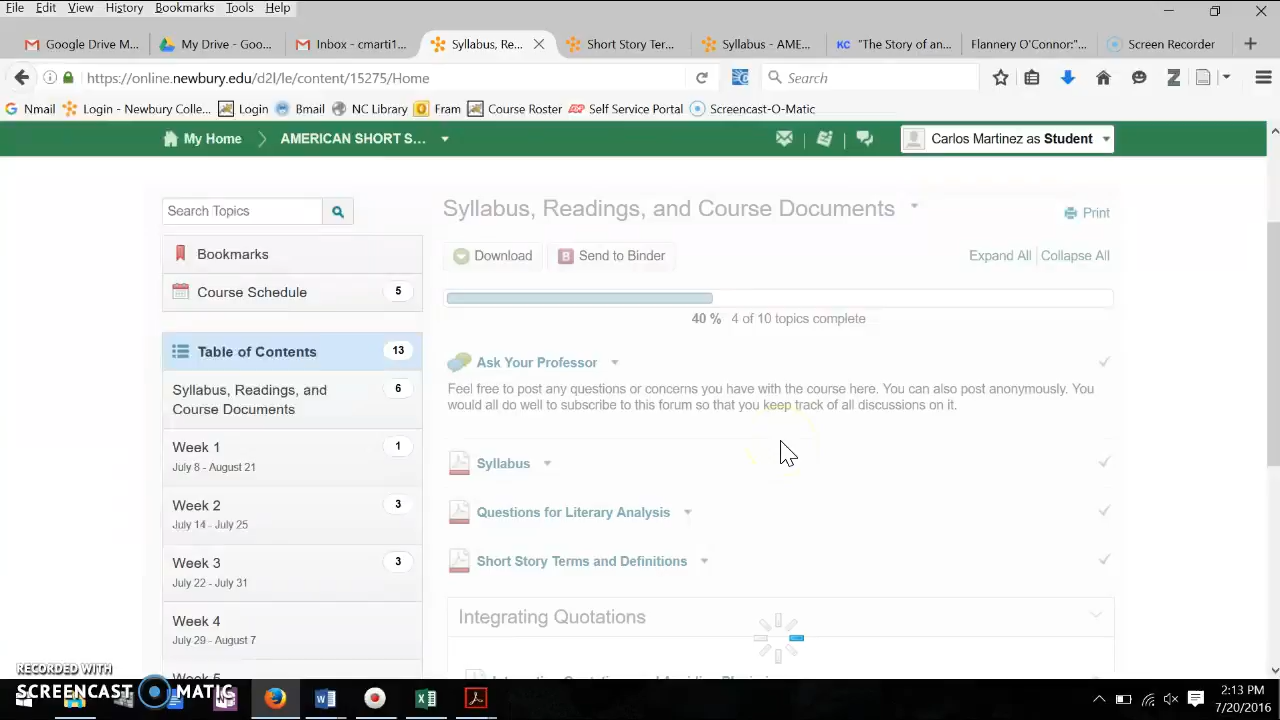 File Edit View History Bookmarks Tools Help
Google Drive M... My Drive - Goo... Inbox - cmarti1... Syllabus, Re... Short Story Ter... Syllabus - AME... KC "The Story of an... Flannery O'Connor:"... Screen Recorder
https://online.newbury.edu/d2l/le/content/15275/Home Search
Nmail Login - Newbury Colle... Login Bmail NC Library Fram Course Roster Self Service Portal Screencast-O-Matic
My Home AMERICAN SHORT S... Carlos Martinez as Student
Search Topics
Bookmarks
Course Schedule 5
Table of Contents 13
Syllabus, Readings, and
Course Documents 6
Week 1 1
July 8 - August 21
Week 2 3
July 14 - July 25
Week 3 3
July 22 - July 31
Week 4
July 29 - August 7
Syllabus, Readings, and Course Documents
Print
Download Send to Binder Expand All Collapse All
40 % 4 of 10 topics complete
Ask Your Professor
Feel free to post any questions or concerns you have with the course here. You can also post anonymously. You
would all do well to subscribe to this forum so that you keep track of all discussions on it.
Syllabus
Questions for Literary Analysis
Short Story Terms and Definitions
Integrating Quotations
RECORDED WITH
SCREENCAST MATIC
2:13 PM
7/20/2016